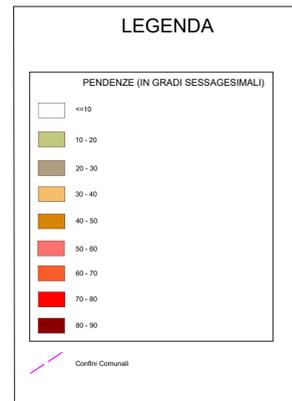 LEGENDA
PENDENZE (IN GRADI SESSAGESIMALI)
<=10
10 - 20
20 - 30
30 - 40
40 - 50
50 - 60
60 - 70
70 - 80
80 - 90
Confini Comunali